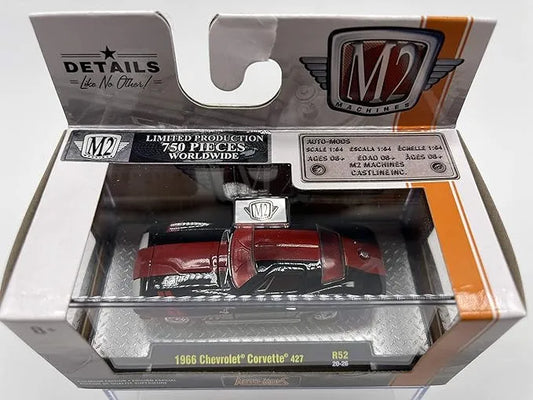 DETAILS
Like No Other!
M2
MACHINES
M2
LIMITED PRODUCTION
750 PIECES
WORLDWIDE
AUTO-MODS
SCALE 1:64 ESCALA 1:64 ÉCHELLE 1:64
AGES 08+ EDAD 08+ ÂGES 08+
M2 MACHINES
CASTLINE INC.
M2
1966 Chevrolet® Corvette® 427
R52
20-26